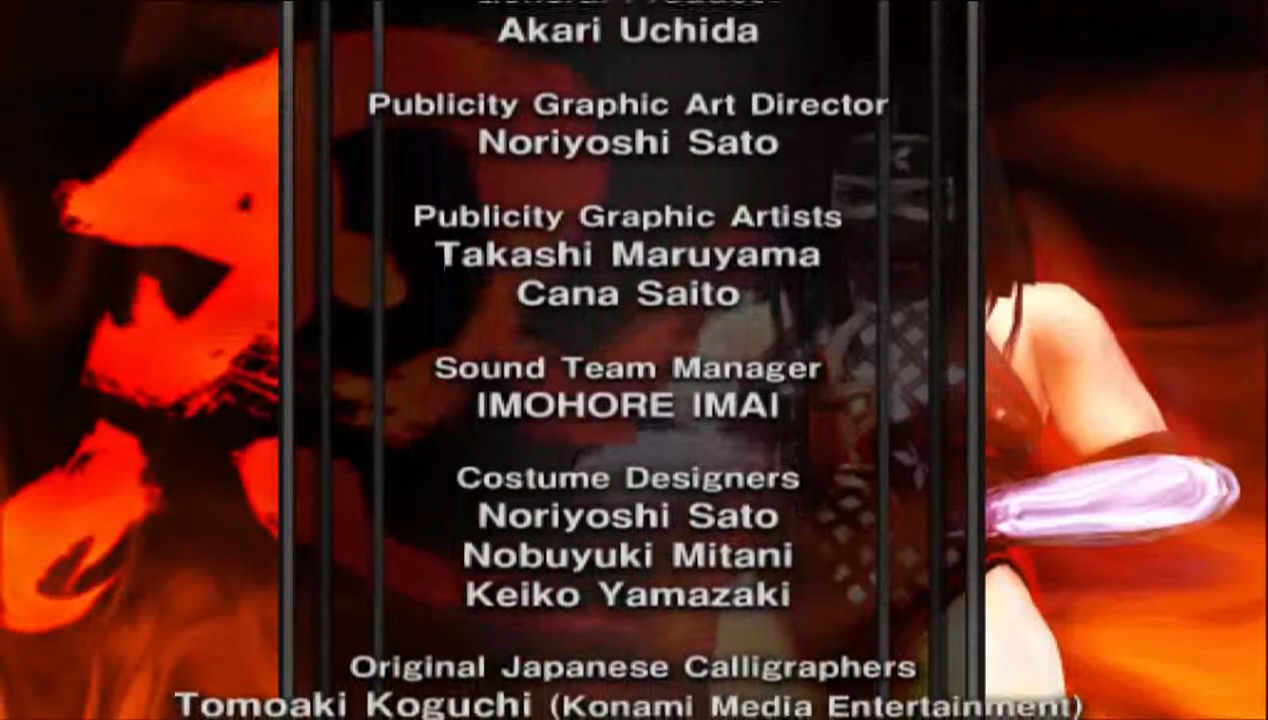 Akari Uchida
Publicity Graphic Art Director
Noriyoshi Sato
Publicity Graphic Artists
Takashi Maruyama
Cana Saito
Sound Team Manager
IMOHORE IMAI
Costume Designers
Noriyoshi Sato
Nobuyuki Mitani
Keiko Yamazaki
Original Japanese Calligraphers
Tomoaki Koguchi (Konami Media Entertainment)